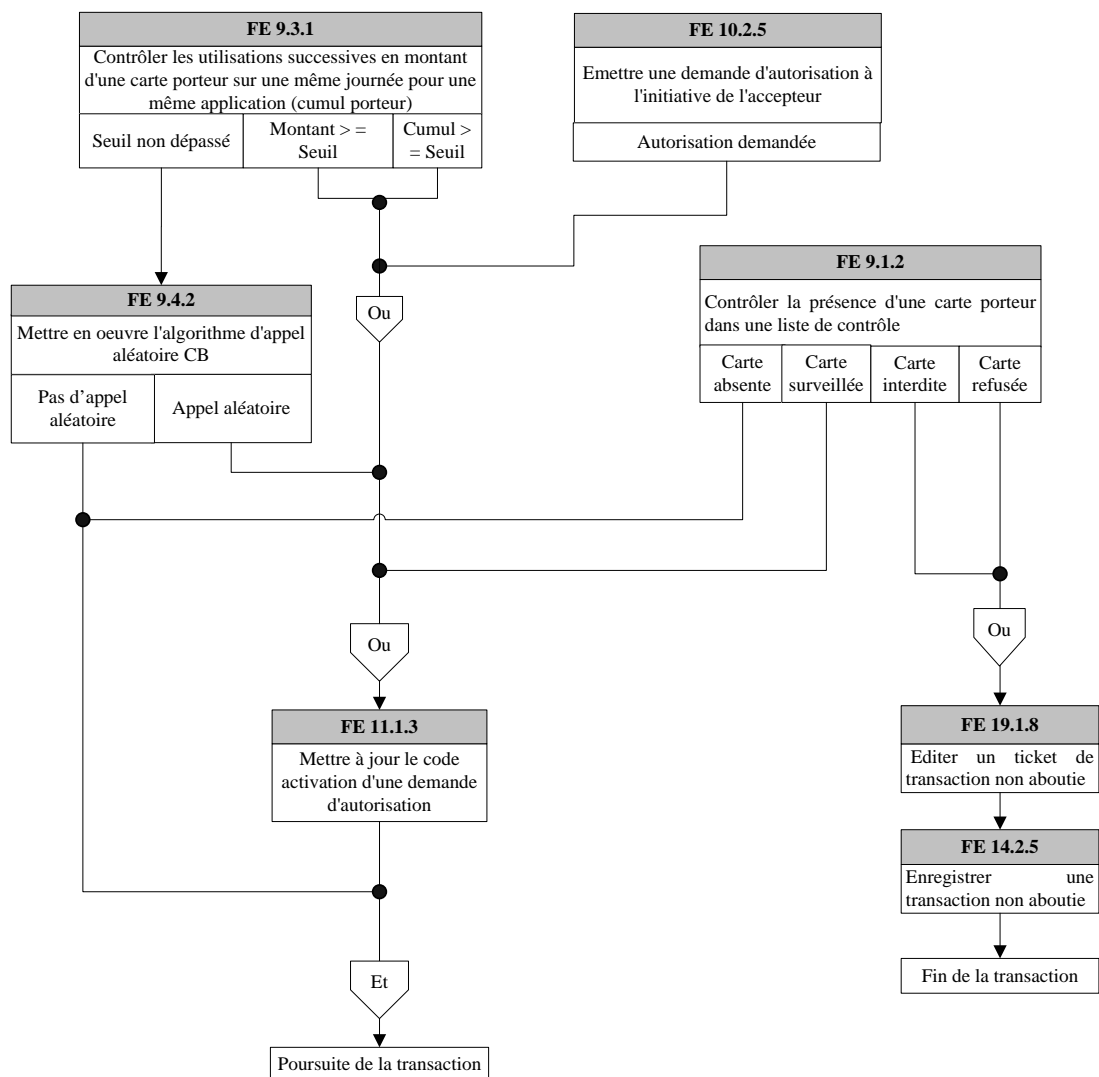 FE 9.3.1
Contrôler les utilisations successives en montant
d'une carte porteur sur une même journée pour une
même application (cumul porteur)
Seuil non dépassé
Montant > =
Seuil
Cumul >
= Seuil
FE 10.2.5
Emettre une demande d'autorisation à
l'initiative de l'accepteur
Autorisation demandée
FE 9.1.2
Contrôler la présence d'une carte porteur
dans une liste de contrôle
Carte
absente
Carte
surveillée
Carte
interdite
Carte
refusée
FE 9.4.2
Mettre en oeuvre l'algorithme d'appel
aléatoire CB
Pas d’appel
aléatoire
Appel aléatoire
Ou
Ou
Ou
FE 11.1.3
Mettre à jour le code
activation d'une demande
d'autorisation
FE 19.1.8
Editer un ticket de
transaction non aboutie
FE 14.2.5
Enregistrer une
transaction non aboutie
Fin de la transaction
Et
Poursuite de la transaction